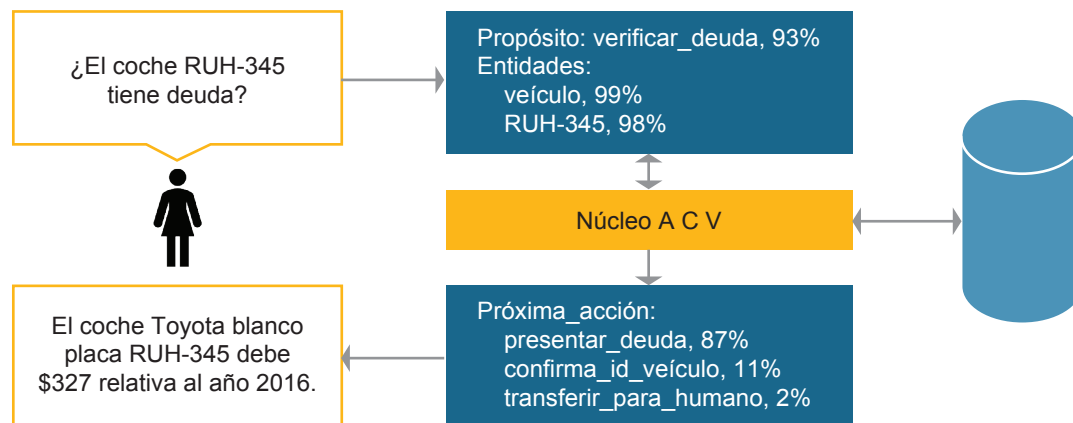 ¿El coche RUH-345
tiene deuda?
Propósito: verificar_deuda, 93%
Entidades:
veículo, 99%
RUH-345, 98%
Núcleo A C V
El coche Toyota blanco
placa RUH-345 debe
$327 relativa al año 2016.
Próxima_acción:
presentar_deuda, 87%
confirma_id_veículo, 11%
transferir_para_humano, 2%